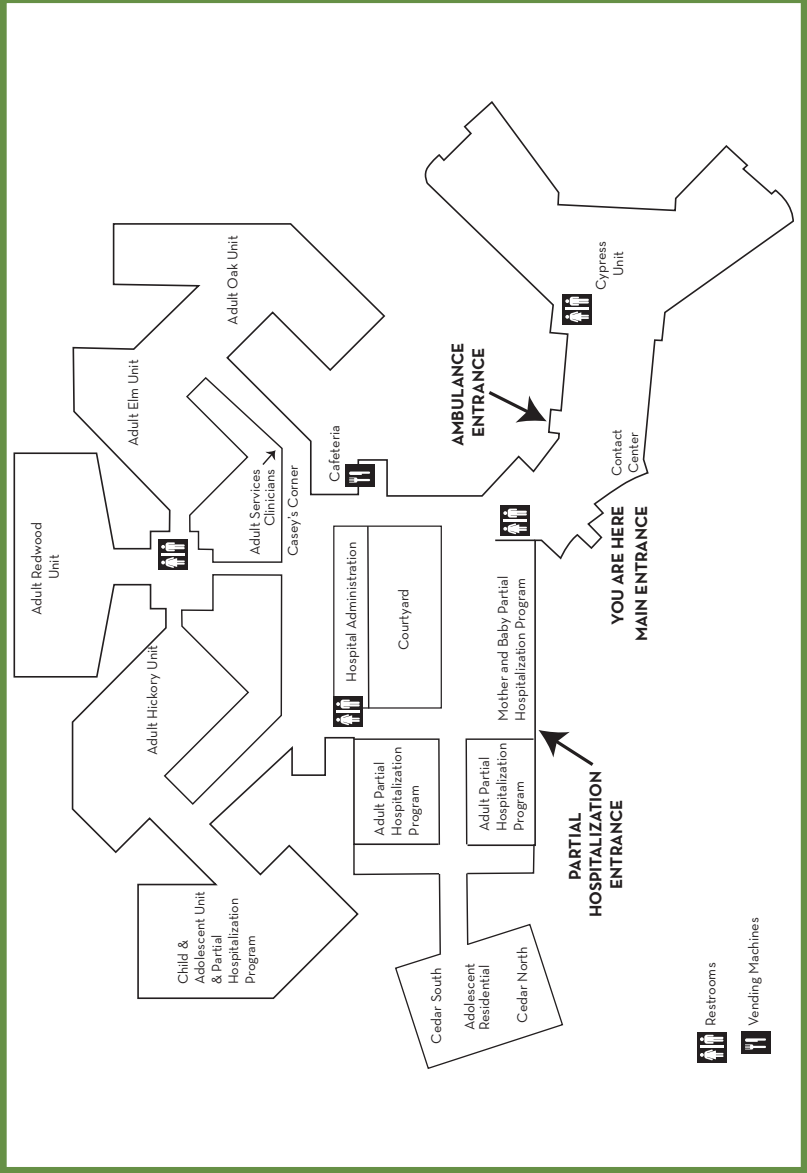 Adult Redwood
Unit
Adult Hickory Unit
Adult Elm Unit
Adult Oak Unit
Child &
Adolescent Unit
& Partial
Hospitalization
Program
Adult Services
Clinicians
Casey's Corner
Cafeteria
Hospital Administration
Courtyard
Adult Partial
Hospitalization
Program
Adult Partial
Hospitalization
Program
Mother and Baby Partial
Hospitalization Program
Cedar South
Adolescent
Residential
Cedar North
AMBULANCE
ENTRANCE
Cypress
Unit
Contact
Center
YOU ARE HERE
MAIN ENTRANCE
PARTIAL
HOSPITALIZATION
ENTRANCE
Restrooms
Vending Machines